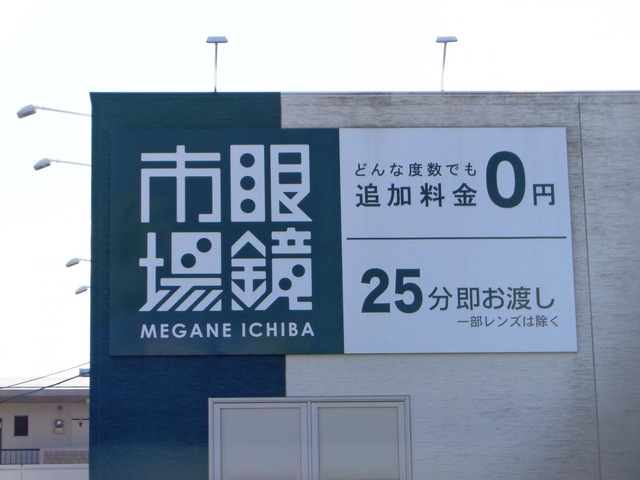 眼鏡
市場
MEGANE ICHIBA
どんな度数でも
追加料金0円
25分即お渡し
一部レンズは除く